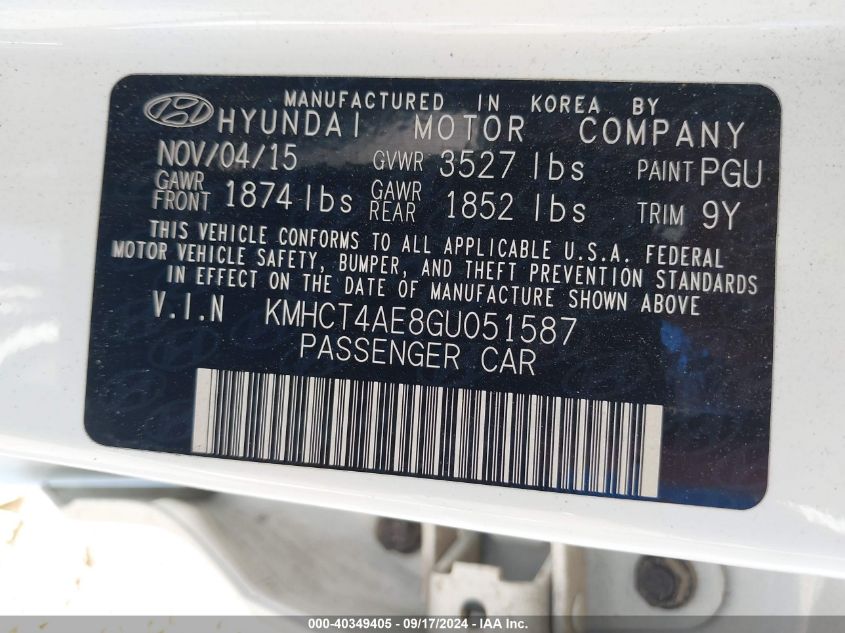 MANUFACTURED IN KOREA BY
HYUNDAI MOTOR COMPANY
NOV/04/15 GVWR 3527 lbs PAINT PGU
GAWR FRONT 1874 lbs GAWR REAR 1852 lbs TRIM 9Y
THIS VEHICLE CONFORMS TO ALL APPLICABLE U.S.A. FEDERAL
MOTOR VEHICLE SAFETY, BUMPER, AND THEFT PREVENTION STANDARDS
IN EFFECT ON THE DATE OF MANUFACTURE SHOWN ABOVE
V.I.N KMHCT4AE8GU051587
PASSENGER CAR
000-40349405 - 09/17/2024 - IAA Inc.